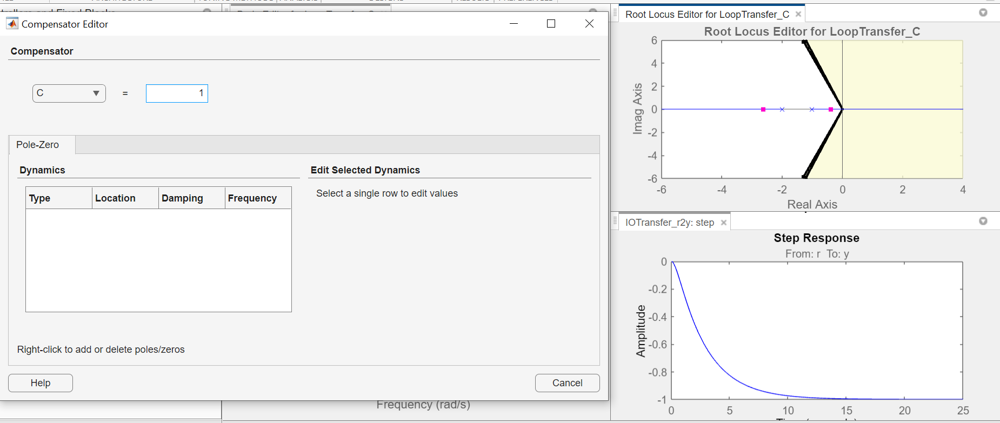 Compensator Editor
Compensator
C
=
1
Pole-Zero
Dynamics
Edit Selected Dynamics
Type Location Damping Frequency
Select a single row to edit values
Right-click to add or delete poles/zeros
Help
Cancel
Frequency (rad/s)
Root Locus Editor for LoopTransfer_C
Root Locus Editor for LoopTransfer_C
6
4
2
0
-2
-4
-6
Imag Axis
-6 -4 -2 0 2 4
Real Axis
IOTransfer_r2y: step
Step Response
From: r To: y
0
-0.2
-0.4
-0.6
-0.8
-1
Amplitude
0 5 10 15 20 25